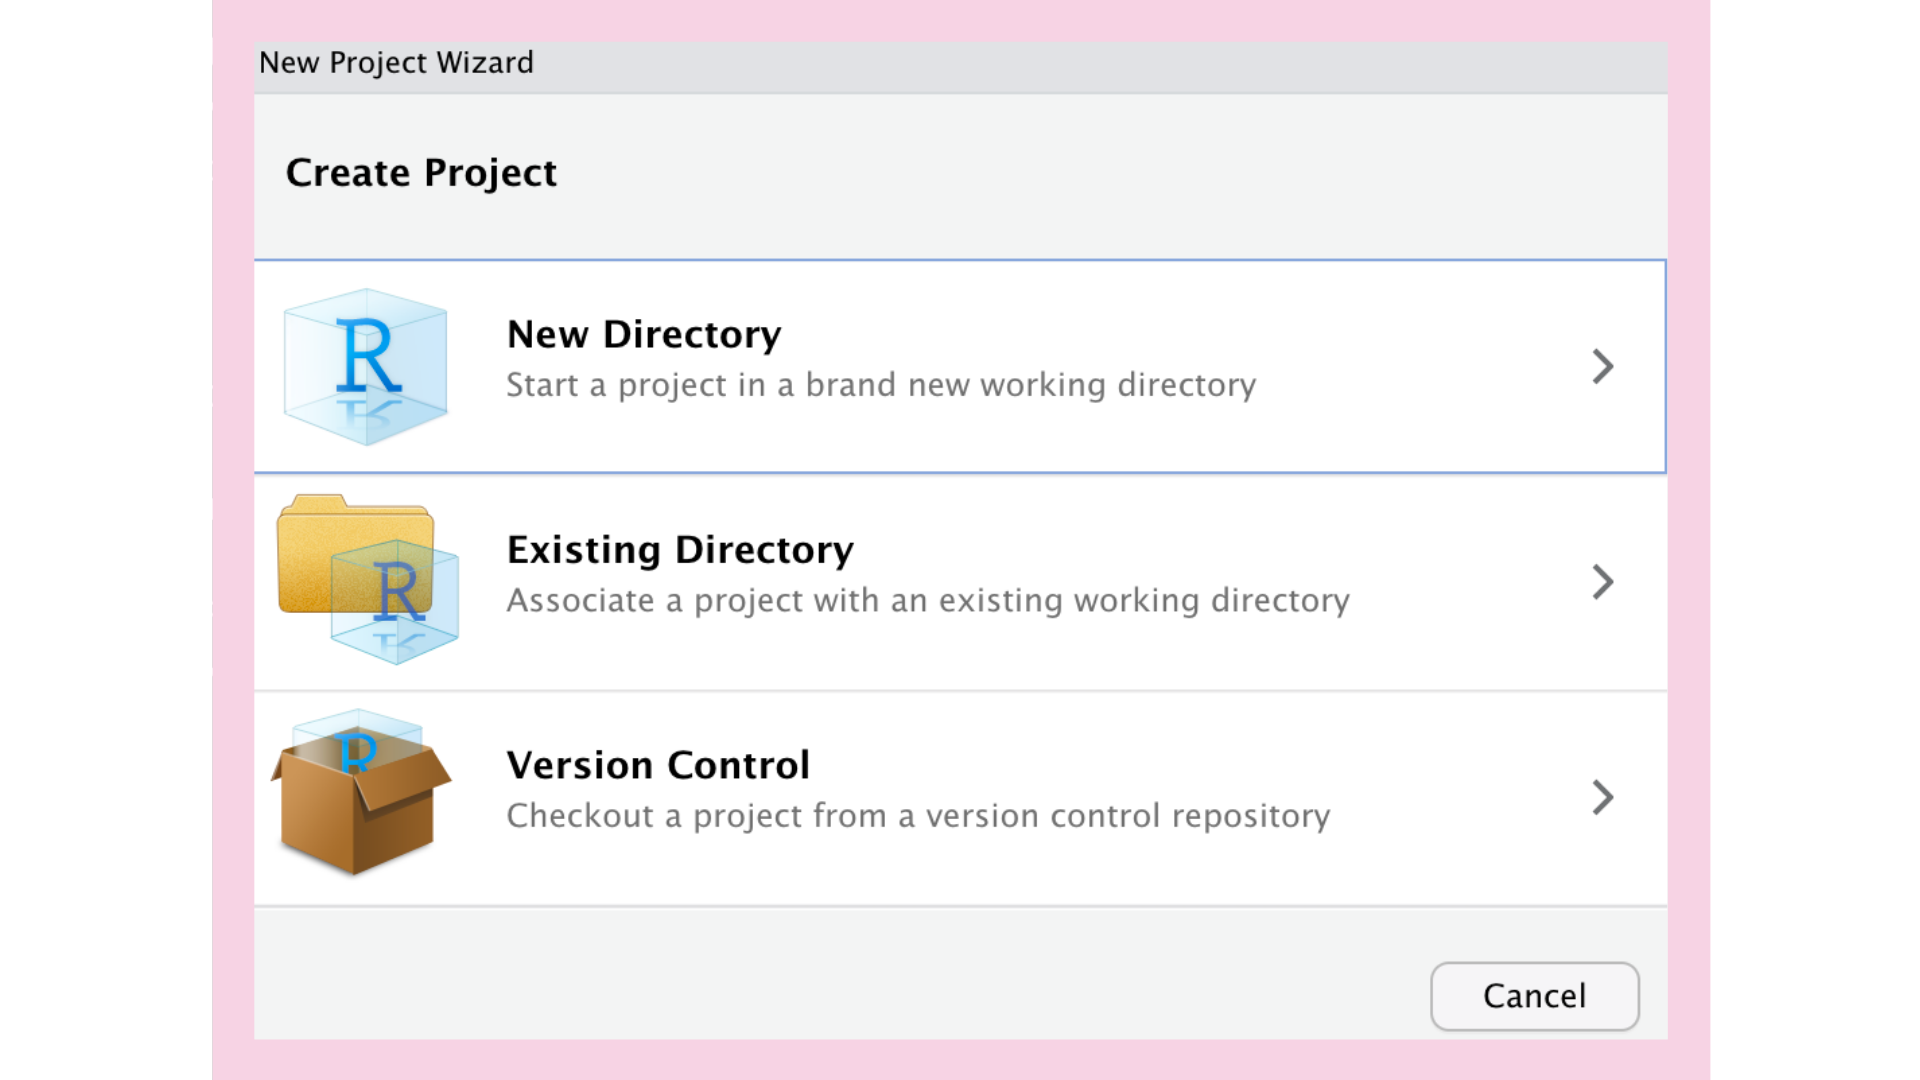 New Project Wizard
Create Project
R
New Directory
Start a project in a brand new working directory
R
Existing Directory
Associate a project with an existing working directory
R
Version Control
Checkout a project from a version control repository
Cancel